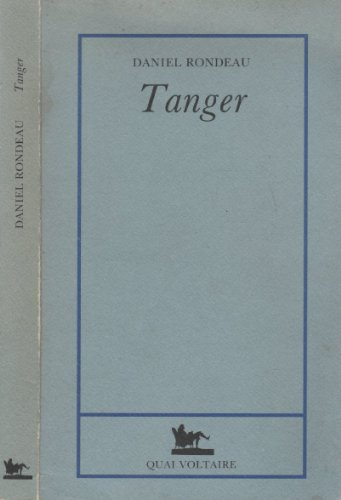 DANIEL RONDEAU Tanger
DANIEL RONDEAU
Tanger
QUAI VOLTAIRE